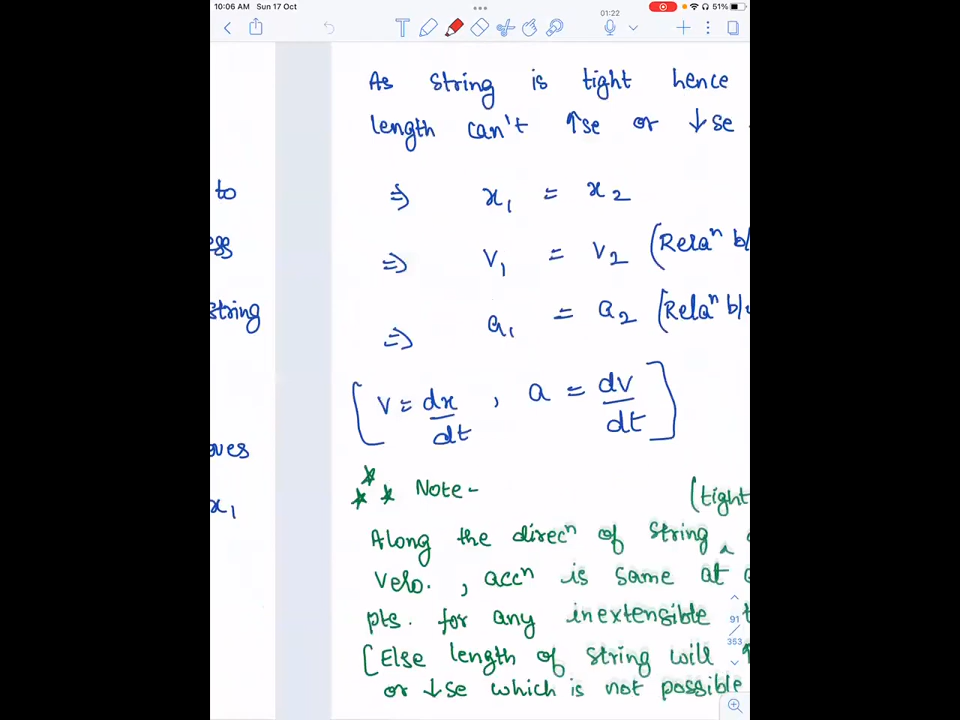 10:06 AM Sun 17 Oct
01:22
51%
to
ess
string
oves
x₁
As string is tight hence
length can't ↑se or ↓se
⇒ x₁ = x₂
⇒ v₁ = v₂ (Relaⁿ b/
⇒ a₁ = a₂ (Relaⁿ b/
[v = dx/dt , a = dv/dt]
*** Note -
(tight
Along the direcⁿ of string
velo. , accⁿ is same at
pts. for any inextensible
[Else length of string will ↑
or ↓se which is not possible
91
353